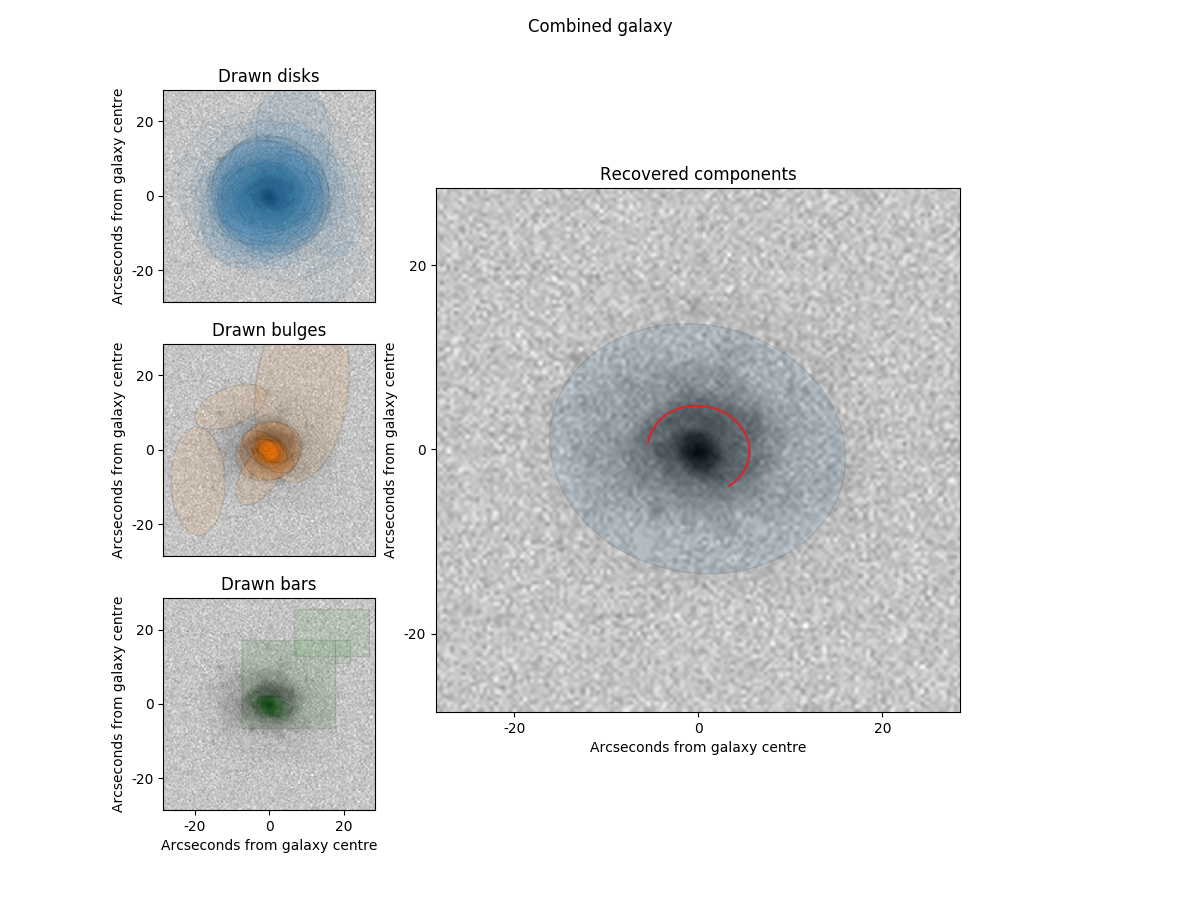 Combined galaxy
Drawn disks
Arcseconds from galaxy centre
20
0
-20
Drawn bulges
Arcseconds from galaxy centre
20
0
-20
Drawn bars
Arcseconds from galaxy centre
20
0
-20
-20 0 20
Arcseconds from galaxy centre
Recovered components
Arcseconds from galaxy centre
20
0
-20
-20 0 20
Arcseconds from galaxy centre